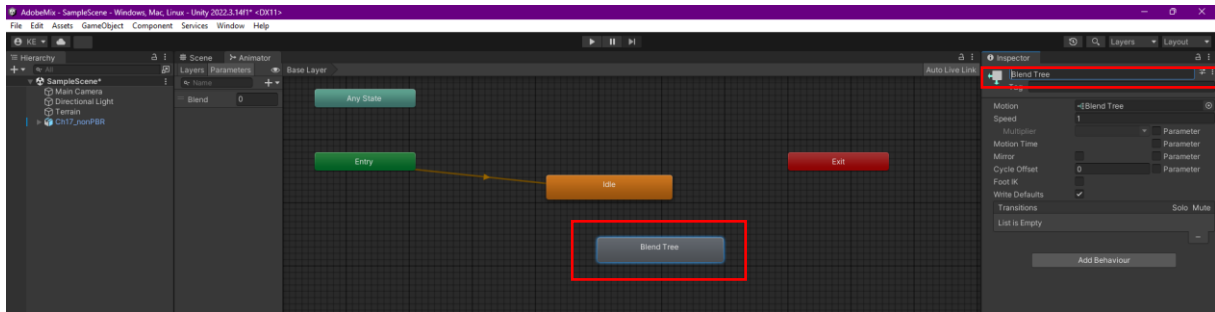 AdobeMix - SampleScene - Windows, Mac, Linux - Unity 2022.3.14f1* <DX11>
File Edit Assets GameObject Component Services Window Help
KE
Layers Layout
Hierarchy
All
SampleScene*
Main Camera
Directional Light
Terrain
Ch17_nonPBR
Scene Animator
Layers Parameters Base Layer Auto Live Link
Name
Blend 0
Any State
Entry
Exit
Idle
Blend Tree
Inspector
Blend Tree
Tag
Motion Blend Tree
Speed 1
Multiplier Parameter
Motion Time Parameter
Mirror Parameter
Cycle Offset 0 Parameter
Foot IK
Write Defaults
Transitions Solo Mute
List is Empty
Add Behaviour